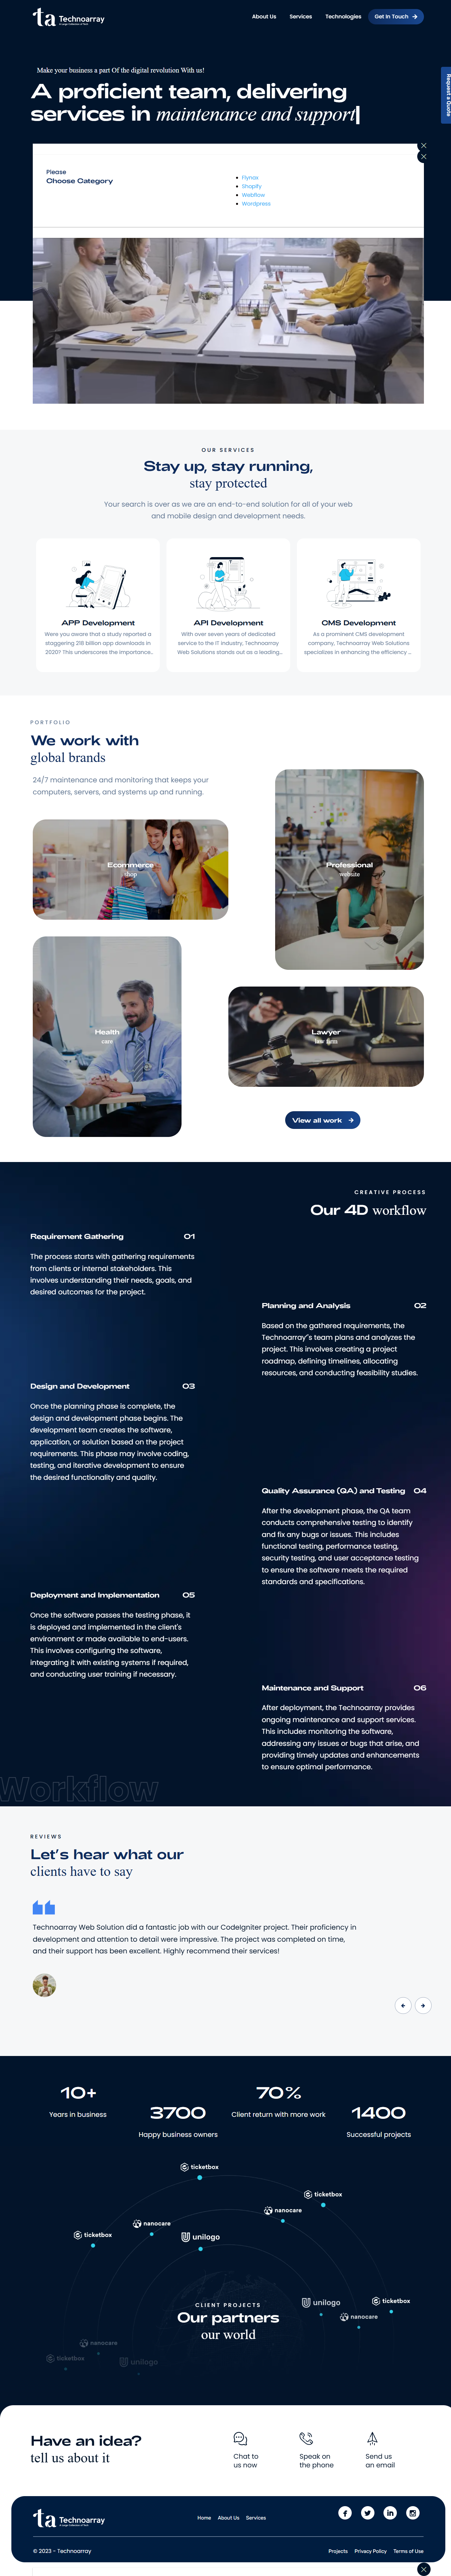 ta Technoarray
About Us
Services
Technologies
Get In Touch
Request a Quote
Make your business a part Of the digital revolution With us!
A proficient team, delivering
services in maintenance and support
Please
Choose Category
Flynax
Shopify
Webflow
Wordpress
OUR SERVICES
Stay up, stay running,
stay protected
Your search is over as we are an end-to-end solution for all of your web
and mobile design and development needs.
APP Development
Were you aware that a study reported a
staggering 218 billion app downloads in
2020? This underscores the importance...
API Development
With over seven years of dedicated
service to the IT industry, Technoarray
Web Solutions stands out as a leading...
CMS Development
As a prominent CMS development
company, Technoarray Web Solutions
specializes in enhancing the efficiency ...
PORTFOLIO
We work with
global brands
24/7 maintenance and monitoring that keeps your
computers, servers, and systems up and running.
Ecommerce
shop
Professional
website
Health
care
Lawyer
law firm
View all work
CREATIVE PROCESS
Our 4D workflow
Requirement Gathering 01
The process starts with gathering requirements
from clients or internal stakeholders. This
involves understanding their needs, goals, and
desired outcomes for the project.
Planning and Analysis 02
Based on the gathered requirements, the
Technoarray"s team plans and analyzes the
project. This involves creating a project
roadmap, defining timelines, allocating
resources, and conducting feasibility studies.
Design and Development 03
Once the planning phase is complete, the
design and development phase begins. The
development team creates the software,
application, or solution based on the project
requirements. This phase may involve coding,
testing, and iterative development to ensure
the desired functionality and quality.
Quality Assurance (QA) and Testing 04
After the development phase, the QA team
conducts comprehensive testing to identify
and fix any bugs or issues. This includes
functional testing, performance testing,
security testing, and user acceptance testing
to ensure the software meets the required
standards and specifications.
Deployment and Implementation 05
Once the software passes the testing phase, it
is deployed and implemented in the client's
environment or made available to end-users.
This involves configuring the software,
integrating it with existing systems if required,
and conducting user training if necessary.
Maintenance and Support 06
After deployment, the Technoarray provides
ongoing maintenance and support services.
This includes monitoring the software,
addressing any issues or bugs that arise, and
providing timely updates and enhancements
to ensure optimal performance.
Workflow
REVIEWS
Let's hear what our
clients have to say
Technoarray Web Solution did a fantastic job with our CodeIgniter project. Their proficiency in
development and attention to detail were impressive. The project was completed on time,
and their support has been excellent. Highly recommend their services!
10+
Years in business
3700
Happy business owners
70%
Client return with more work
1400
Successful projects
ticketbox
ticketbox
nanocare
nanocare
ticketbox
unilogo
unilogo
ticketbox
nanocare
CLIENT PROJECTS
Our partners
our world
nanocare
ticketbox
unilogo
Have an idea?
tell us about it
Chat to
us now
Speak on
the phone
Send us
an email
ta Technoarray
Home
About Us
Services
© 2023 - Technoarray
Projects
Privacy Policy
Terms of Use